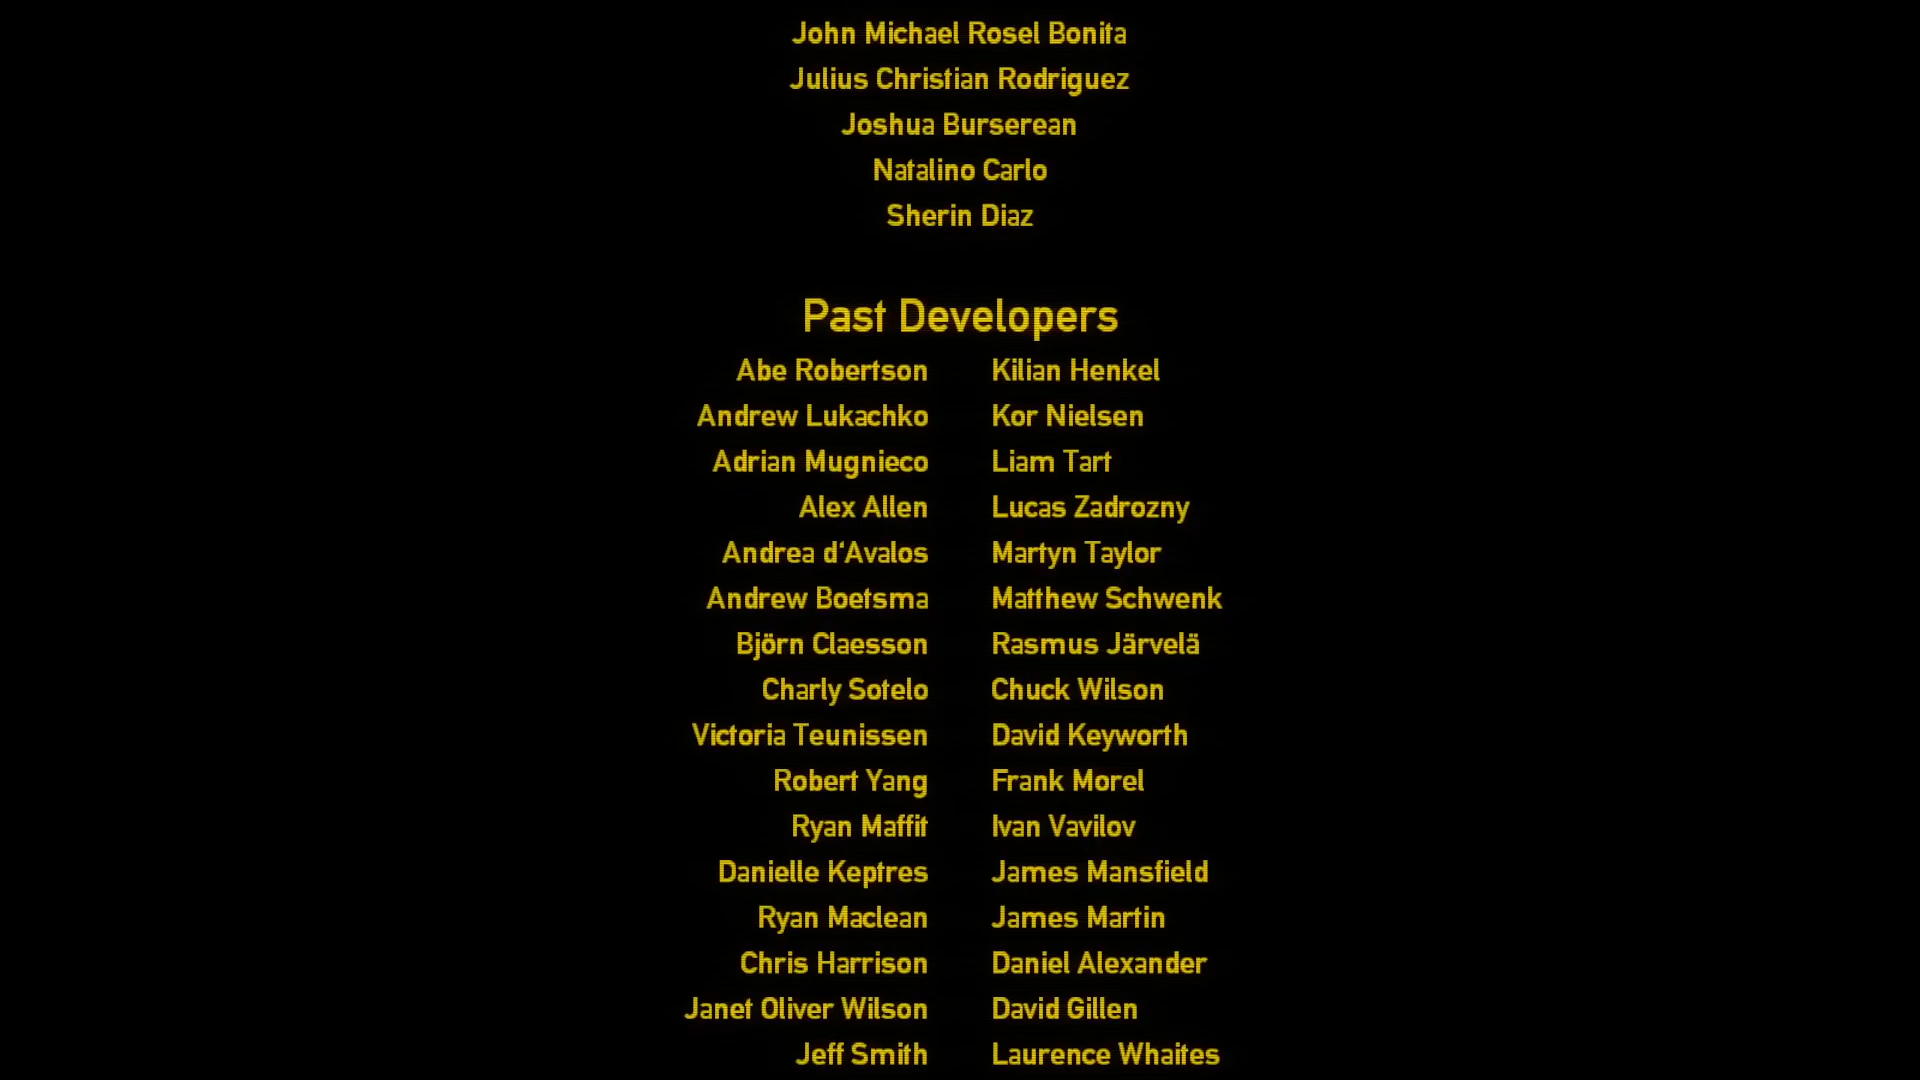 John Michael Rosel Bonita
Julius Christian Rodriguez
Joshua Burserean
Natalino Carlo
Sherin Diaz
Past Developers
Abe Robertson Kilian Henkel
Andrew Lukachko Kor Nielsen
Adrian Mugnieco Liam Tart
Alex Allen Lucas Zadrozny
Andrea d'Avalos Martyn Taylor
Andrew Boetsma Matthew Schwenk
Björn Claesson Rasmus Järvelä
Charly Sotelo Chuck Wilson
Victoria Teunissen David Keyworth
Robert Yang Frank Morel
Ryan Maffit Ivan Vavilov
Danielle Keptres James Mansfield
Ryan Maclean James Martin
Chris Harrison Daniel Alexander
Janet Oliver Wilson David Gillen
Jeff Smith Laurence Whaites